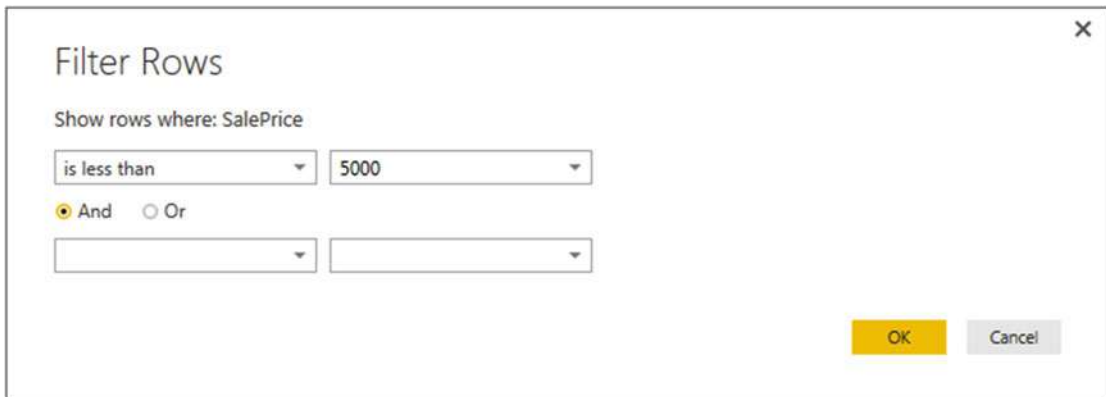 Filter Rows
Show rows where: SalePrice
is less than 5000
And Or
OK Cancel